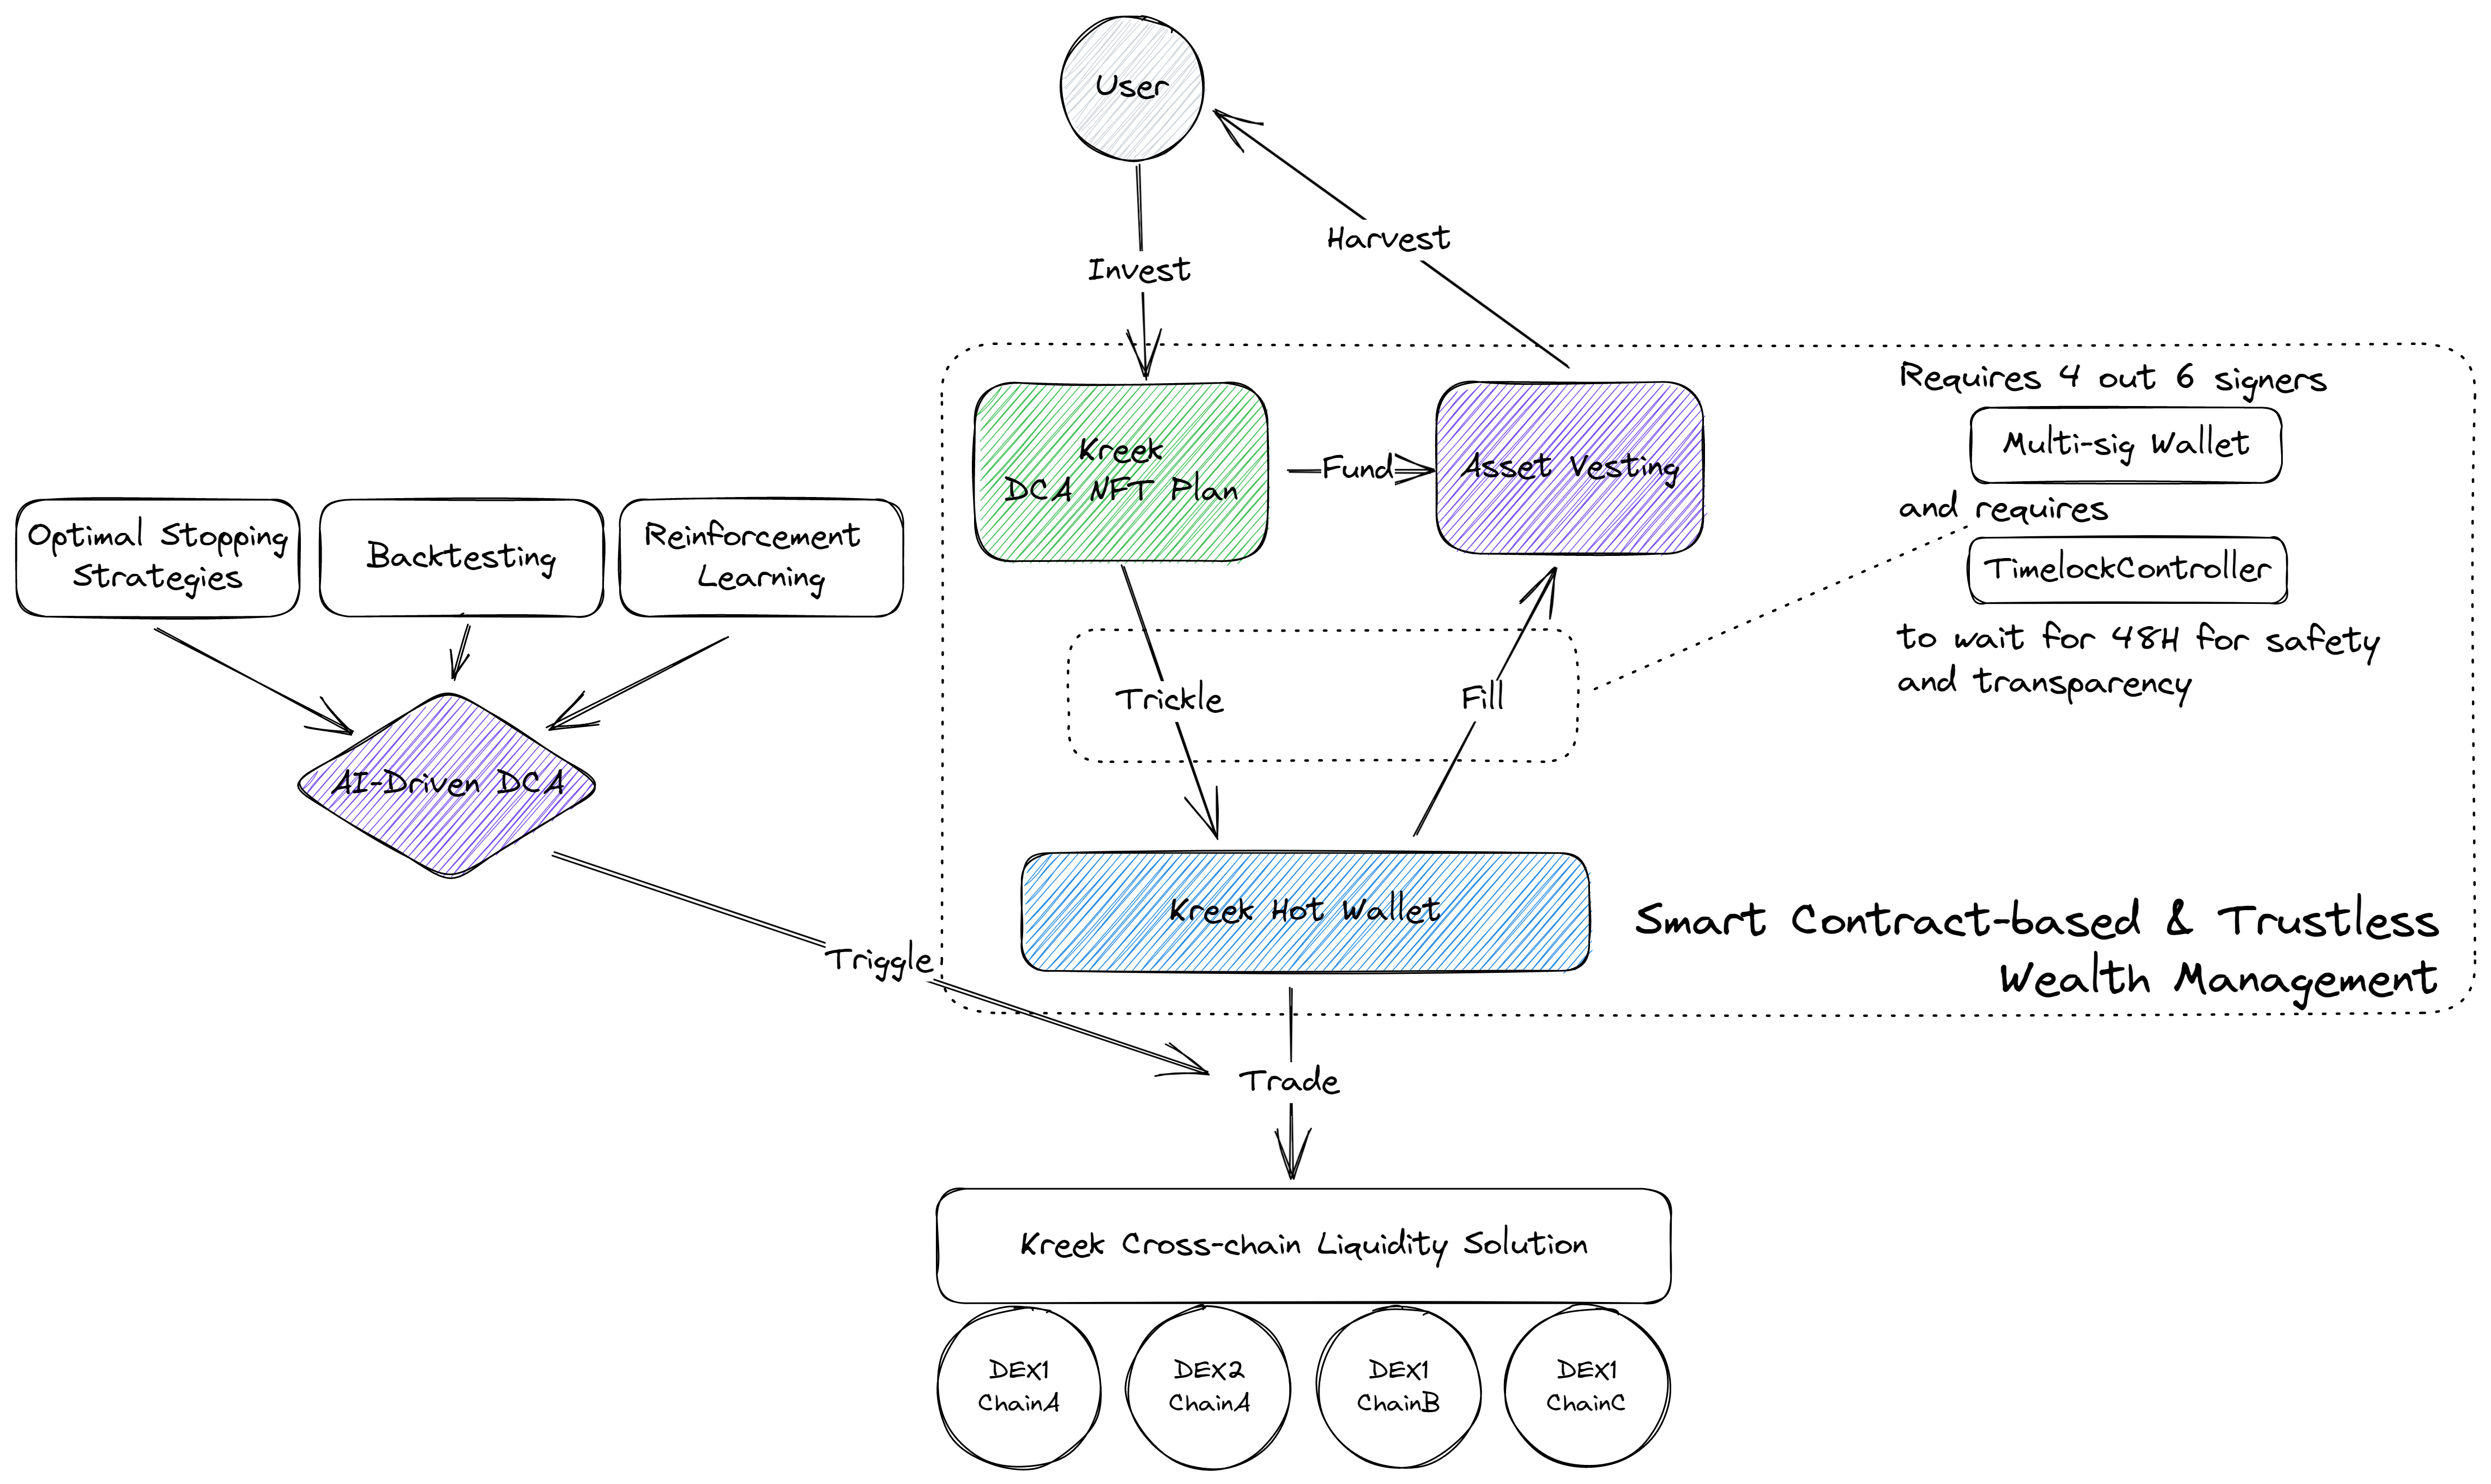 User
Invest
Harvest
Kreek
DCA NFT Plan
Fund
Asset Vesting
Requires 4 out 6 signers
Multi-sig Wallet
and requires
TimelockController
to wait for 48H for safety
and transparency
Optimal Stopping
Strategies
Backtesting
Reinforcement
Learning
AI-Driven DCA
Trickle
Fill
Kreek Hot Wallet
Smart Contract-based & Trustless
Wealth Management
Triggle
Trade
Kreek Cross-chain Liquidity Solution
DEX1
ChainA
DEX2
ChainA
DEX1
ChainB
DEX1
ChainC